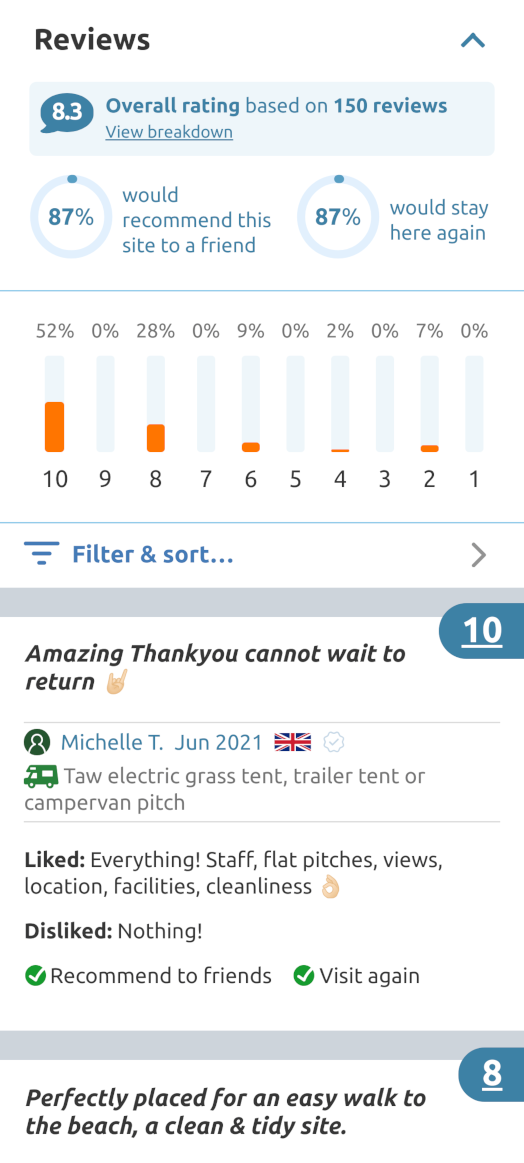 Reviews
8.3
Overall rating based on 150 reviews
View breakdown
87%
would
recommend this
site to a friend
87%
would stay
here again
52% 0% 28% 0% 9% 0% 2% 0% 7% 0%
10 9 8 7 6 5 4 3 2 1
Filter & sort...
10
Amazing Thankyou cannot wait to
return 🤘🏻
Michelle T. Jun 2021
Taw electric grass tent, trailer tent or
campervan pitch
Liked: Everything! Staff, flat pitches, views,
location, facilities, cleanliness 👌🏻
Disliked: Nothing!
Recommend to friends Visit again
8
Perfectly placed for an easy walk to
the beach, a clean & tidy site.